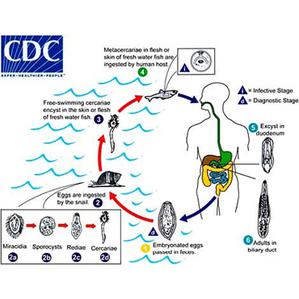 CDC
SAFER•HEALTHIER•PEOPLE™
Metacercariae in flesh or
skin of fresh water fish are
ingested by human host
4
i
i = Infective Stage
d = Diagnostic Stage
Free-swimming cercariae
encyst in the skin or flesh
of fresh water fish.
3
5
Excyst in
duodenum
2
Eggs are ingested
by the snail.
d
1
Embryonated eggs
passed in feces.
6
Adults in
biliary duct
Miracidia
Sporocysts
Rediae
Cercariae
2a
2b
2c
2d